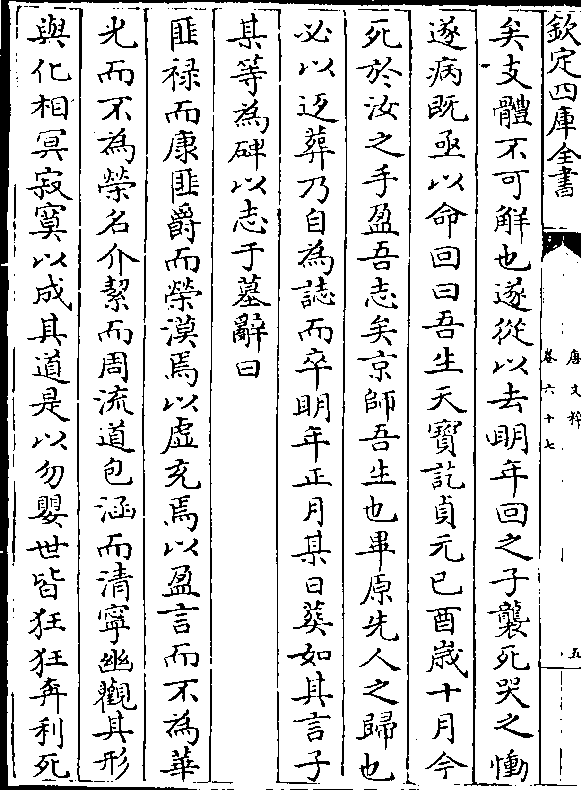 欽定四庫全書
唐文粹
卷六十七
五
矣支體不可解也遂從以去明年回之子襲死哭之慟
遂病既亟以命回曰吾生天寶訖貞元已酉嵗十月今
死於汝之手盈吾志矣京師吾生也畢原先人之歸也
必以返葬乃自為誌而卒明年正月某日葬如其言子
某等為碑以志于墓辭曰
匪禄而康匪爵而榮漠焉以虛充焉以盈言而不為華
光而不為榮名介潔而周流道包涵而清寧幽觀其形
與化相冥寂寞以成其道是以勿嬰世皆狂狂奔利死